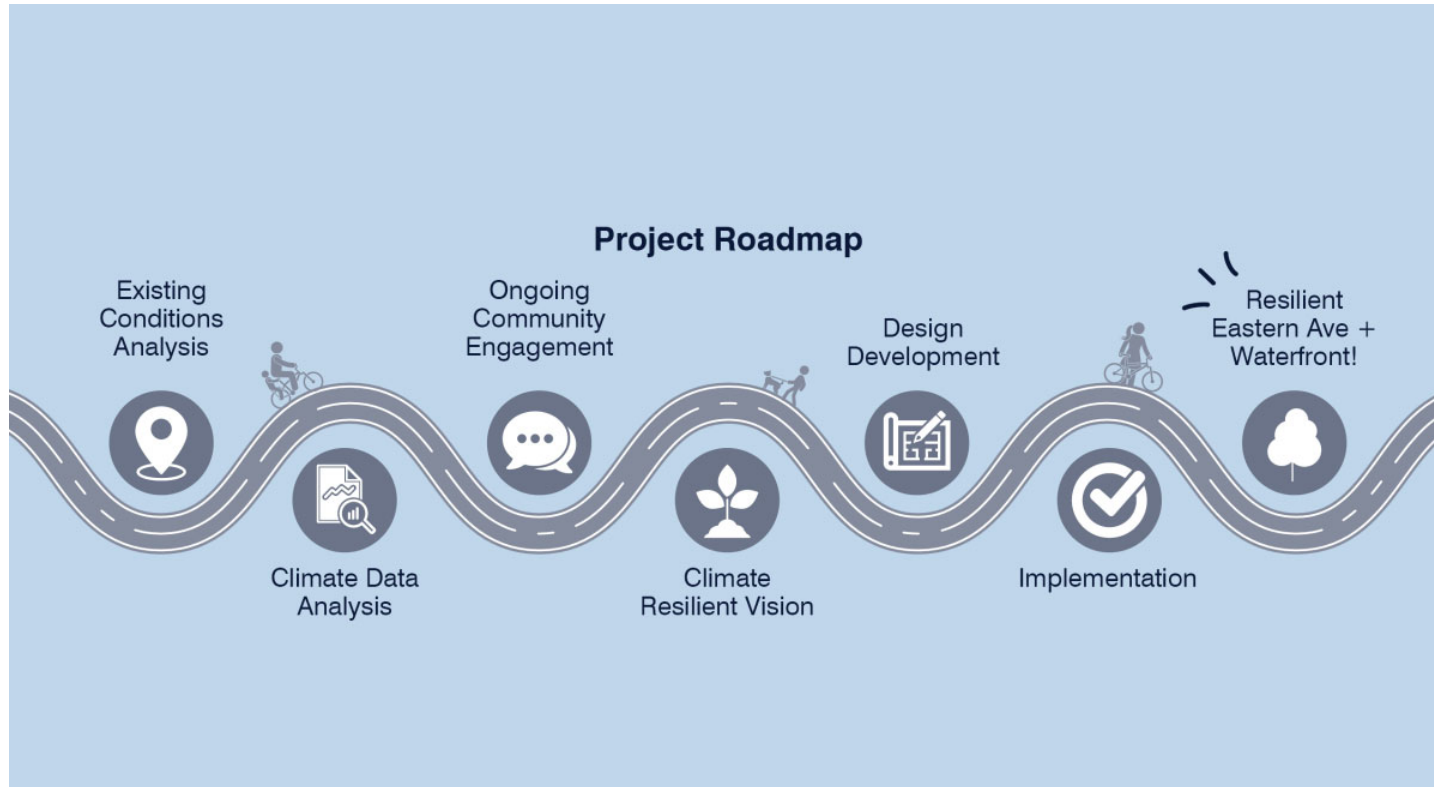 Project Roadmap
Existing
Conditions
Analysis
Climate Data
Analysis
Ongoing
Community
Engagement
Climate
Resilient Vision
Design
Development
Implementation
Resilient
Eastern Ave +
Waterfront!